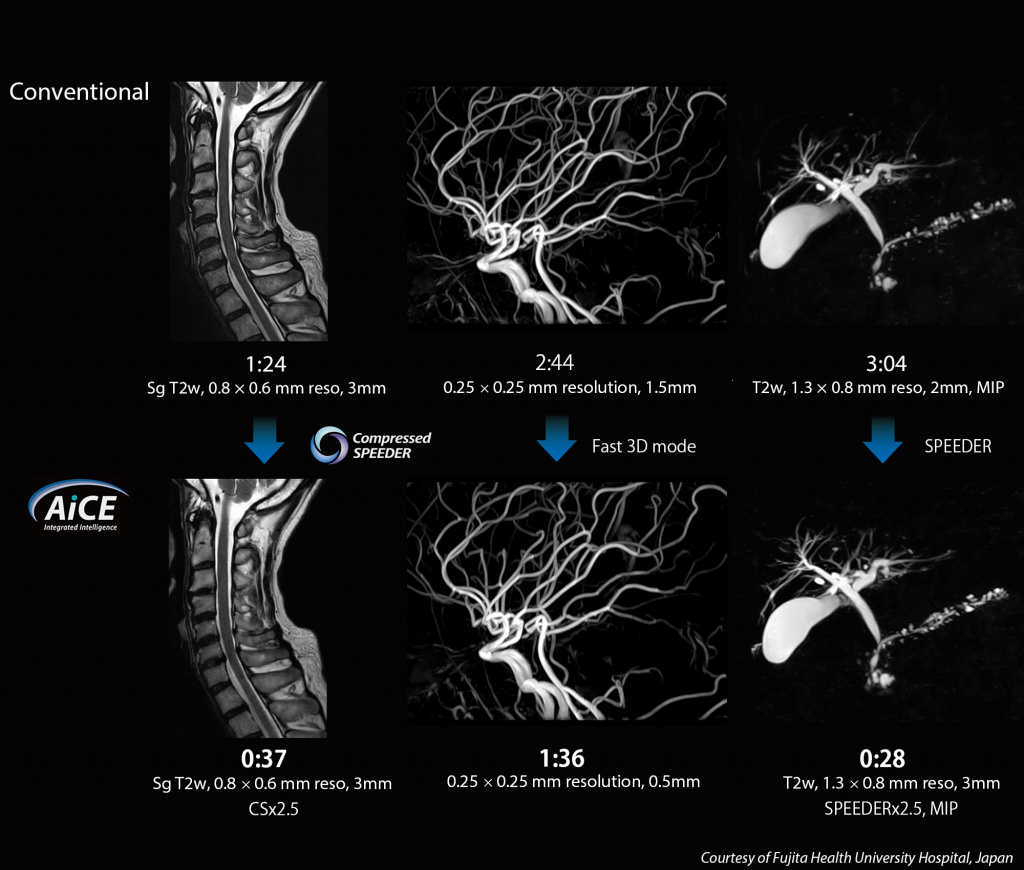 Conventional
1:24
Sg T2w, 0.8 × 0.6 mm reso, 3mm
2:44
0.25 × 0.25 mm resolution, 1.5mm
3:04
T2w, 1.3 × 0.8 mm reso, 2mm, MIP
Compressed
SPEEDER
Fast 3D mode
SPEEDER
AiCE
Integrated Intelligence
0:37
Sg T2w, 0.8 × 0.6 mm reso, 3mm
CSx2.5
1:36
0.25 × 0.25 mm resolution, 0.5mm
0:28
T2w, 1.3 × 0.8 mm reso, 3mm
SPEEDERx2.5, MIP
Courtesy of Fujita Health University Hospital, Japan